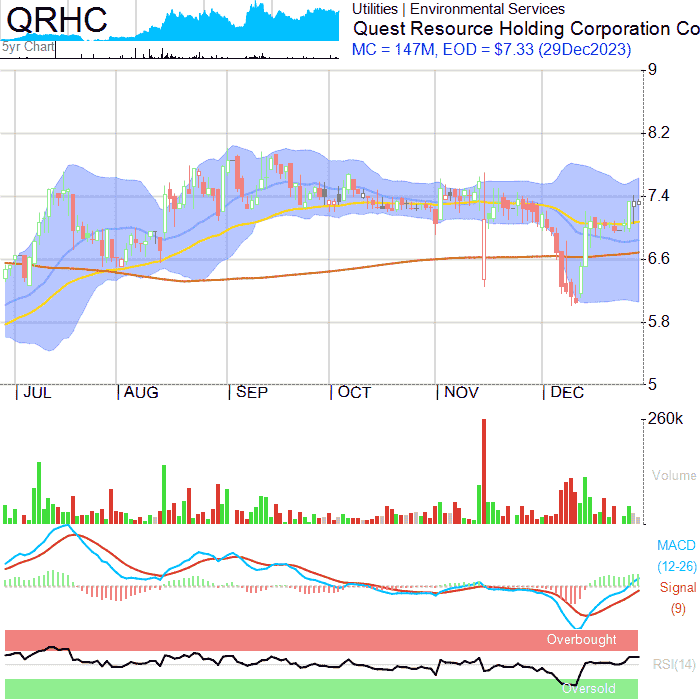 QRHC
5yr Chart
Utilities | Environmental Services
Quest Resource Holding Corporation Co
MC = 147M, EOD = $7.33 (29Dec2023)
9
8.2
7.4
6.6
5.8
5
JUL AUG SEP OCT NOV DEC
260k
Volume
MACD
(12-26)
Signal
(9)
Overbought
RSI(14)
Oversold